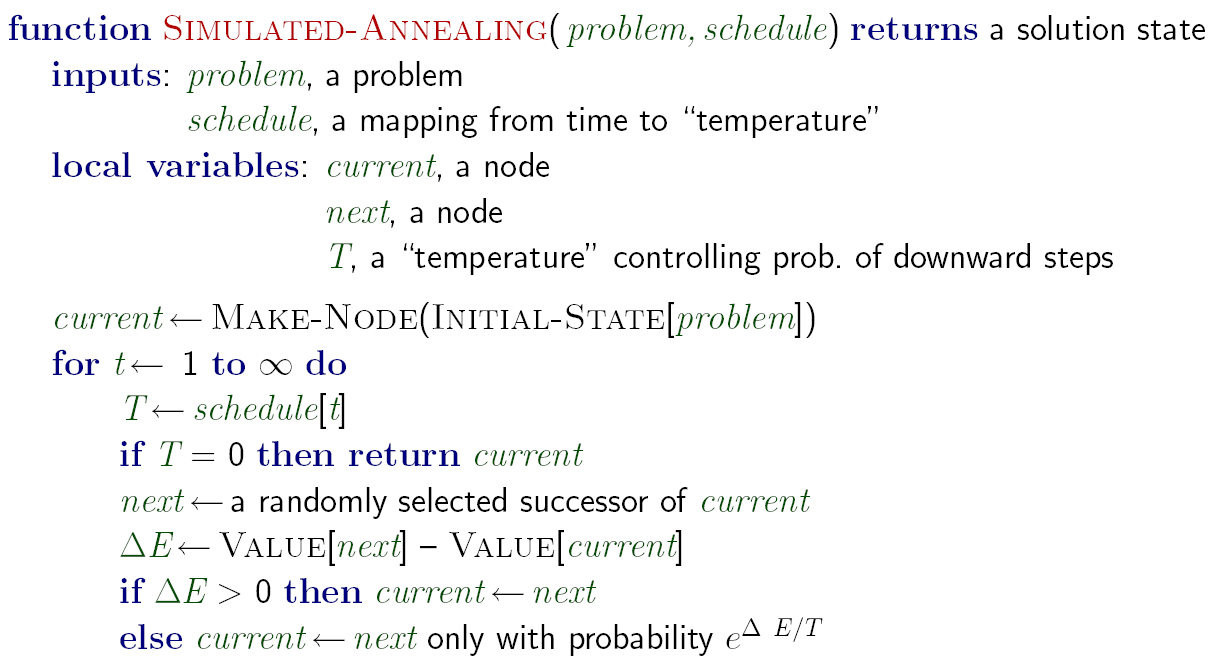 function SIMULATED-ANNEALING( problem, schedule) returns a solution state
inputs: problem, a problem
schedule, a mapping from time to “temperature”
local variables: current, a node
next, a node
T, a “temperature” controlling prob. of downward steps
current ← MAKE-NODE(INITIAL-STATE[problem])
for t ← 1 to ∞ do
T ← schedule[t]
if T = 0 then return current
next ← a randomly selected successor of current
ΔE ← VALUE[next] – VALUE[current]
if ΔE > 0 then current ← next
else current ← next only with probability e^{Δ E/T}